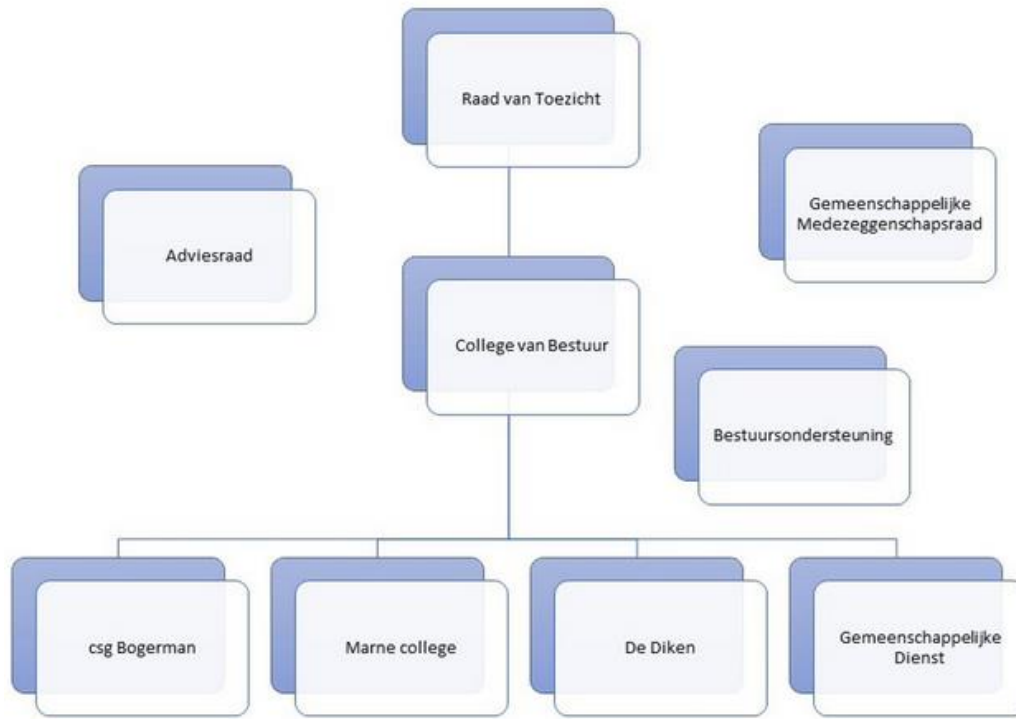 Raad van Toezicht
Adviesraad
Gemeenschappelijke
Medezeggenschapsraad
College van Bestuur
Bestuursondersteuning
csg Bogerman
Marne college
De Diken
Gemeenschappelijke
Dienst